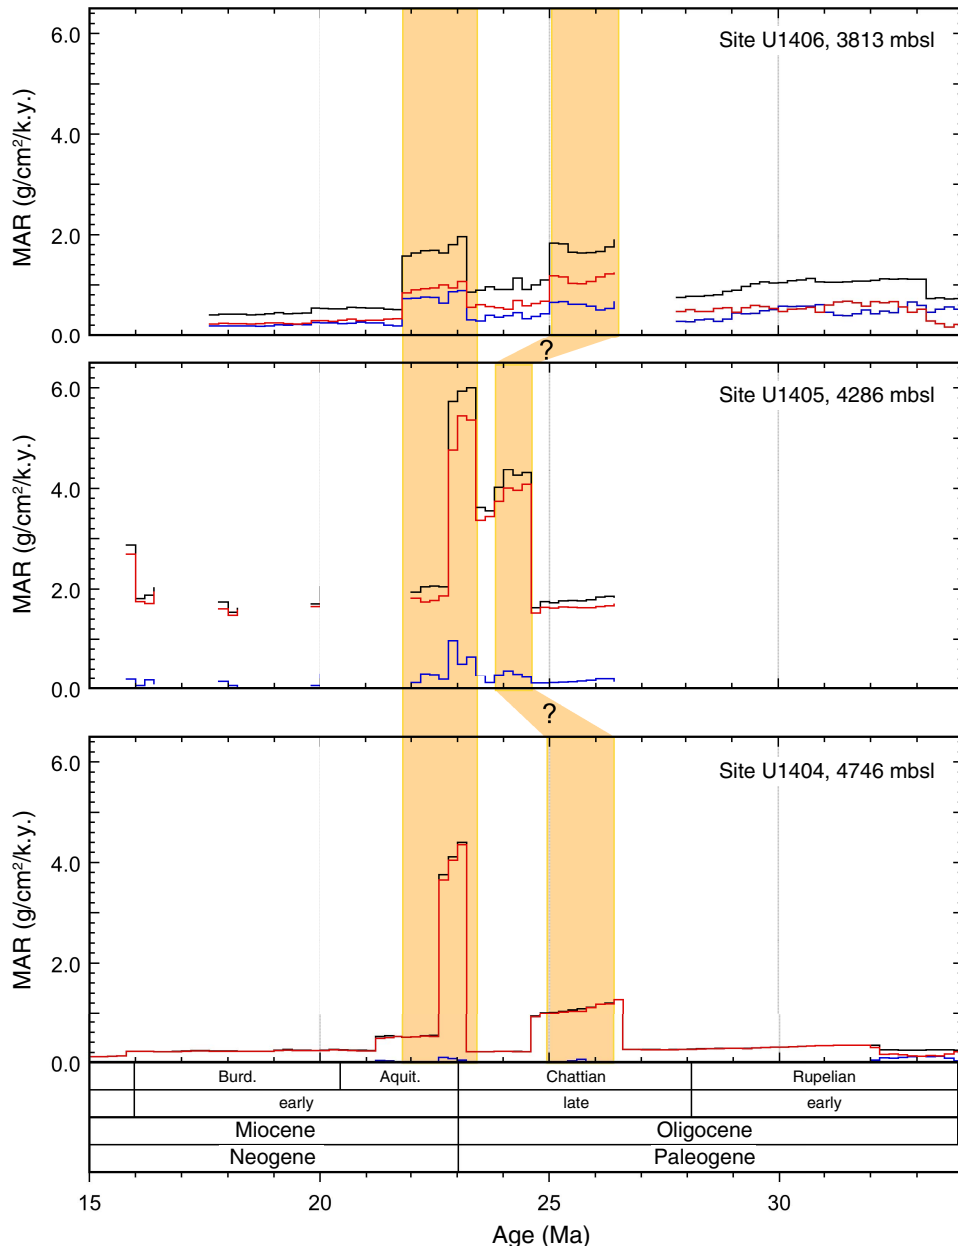 6.0
Site U1406, 3813 mbsl
4.0
MAR (g/cm²/k.y.)
2.0
0.0
?
6.0
Site U1405, 4286 mbsl
4.0
MAR (g/cm²/k.y.)
2.0
0.0
?
6.0
Site U1404, 4746 mbsl
4.0
MAR (g/cm²/k.y.)
2.0
0.0
Burd. Aquit. Chattian Rupelian
early late early
Miocene Oligocene
Neogene Paleogene
15 20 25 30
Age (Ma)